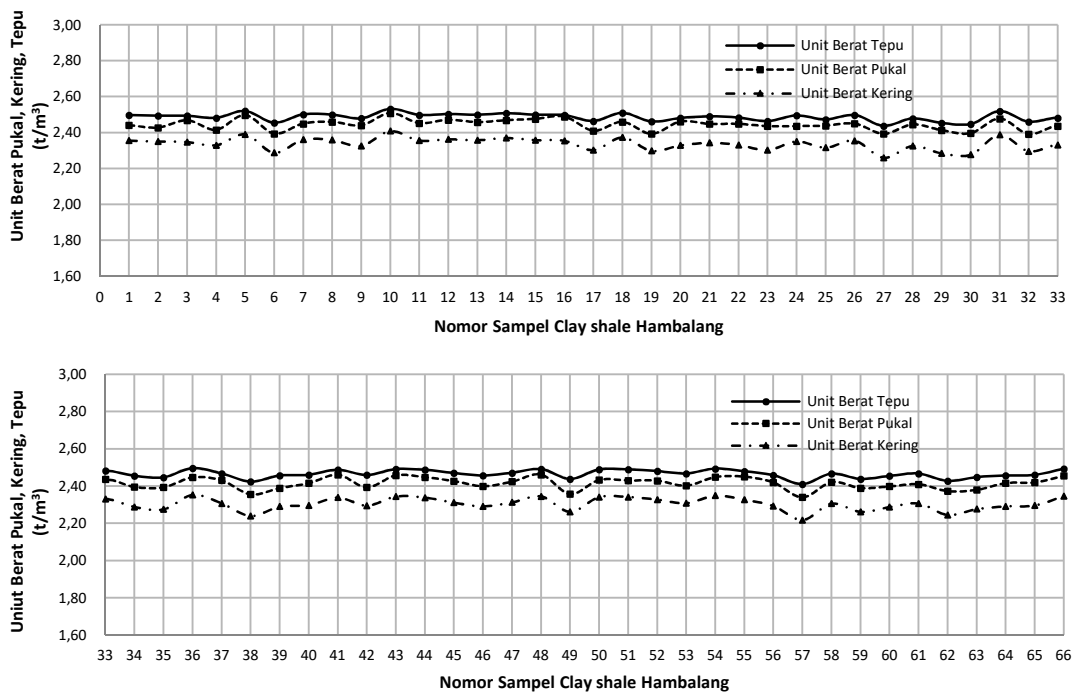 3,00
2,80
2,60
2,40
2,20
2,00
1,80
1,60
Unit Berat Pukal, Kering, Tepu
(t/m³)
Unit Berat Tepu
Unit Berat Pukal
Unit Berat Kering
0 1 2 3 4 5 6 7 8 9 10 11 12 13 14 15 16 17 18 19 20 21 22 23 24 25 26 27 28 29 30 31 32 33
Nomor Sampel Clay shale Hambalang
3,00
2,80
2,60
2,40
2,20
2,00
1,80
1,60
Uniut Berat Pukal, Kering, Tepu
(t/m³)
Unit Berat Tepu
Unit Berat Pukal
Unit Berat Kering
33 34 35 36 37 38 39 40 41 42 43 44 45 46 47 48 49 50 51 52 53 54 55 56 57 58 59 60 61 62 63 64 65 66
Nomor Sampel Clay shale Hambalang